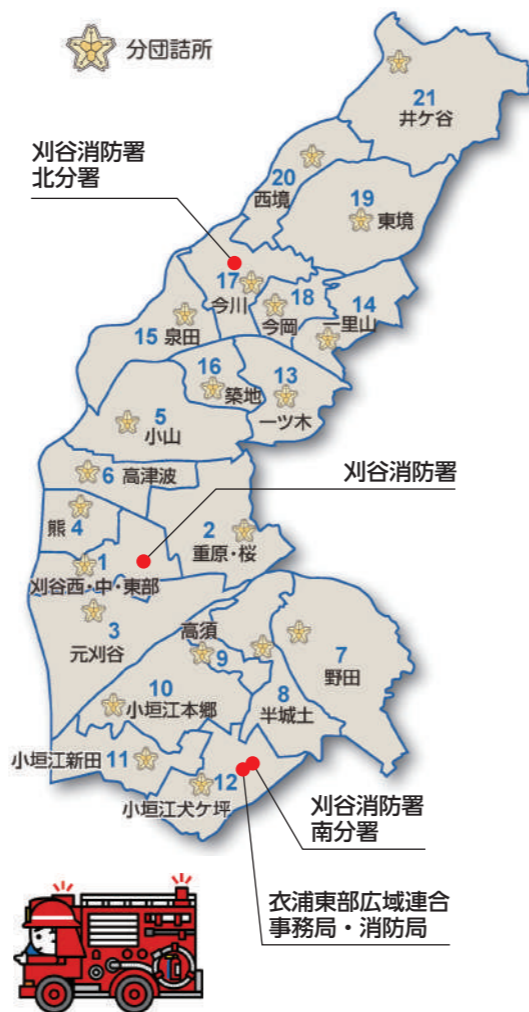 分団詰所
21
井ケ谷
刈谷消防署
北分署
20
西境
19
東境
17
今川
18
今岡
14
一里山
15 泉田
16
築地
13
一ツ木
5
小山
6 高津波
刈谷消防署
熊 4
2
重原・桜
1
刈谷西・中・東部
3
元刈谷
高須
9
7
野田
8
半城土
10
小垣江本郷
小垣江新田 11
12
小垣江犬ケ坪
刈谷消防署
南分署
衣浦東部広域連合
事務局・消防局